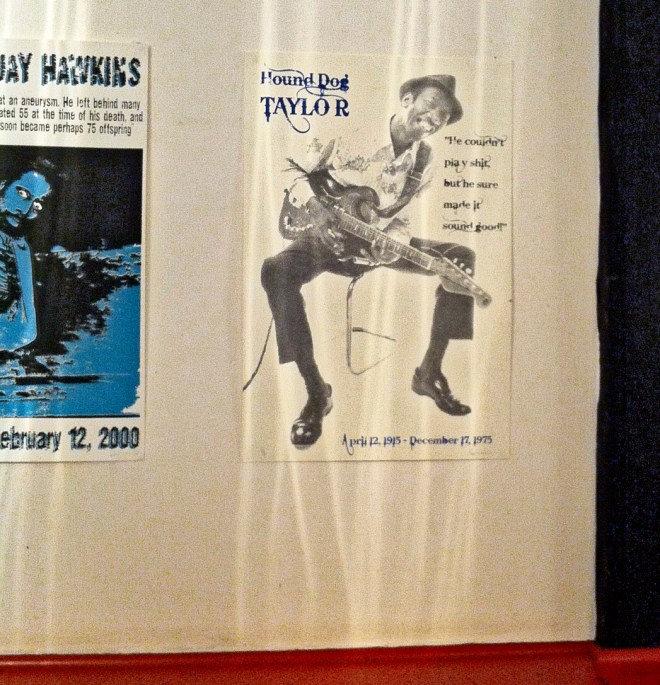 JAY HAWKINS
at an aneurysm. He left behind many
ated 55 at the time of his death, and
soon became perhaps 75 offspring"
ebruary 12, 2000
Hound Dog
TAYLOR
"He couldn't
play shit,
but he sure
made it
sound good!"
April 12, 1915 - December 17, 1975